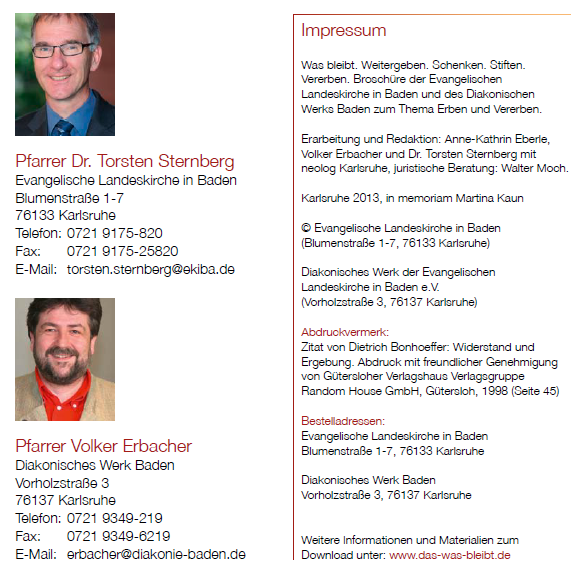 Pfarrer Dr. Torsten Sternberg
Evangelische Landeskirche in Baden
Blumenstraße 1-7
76133 Karlsruhe
Telefon: 0721 9175-820
Fax: 0721 9175-25820
E-Mail: torsten.sternberg@ekiba.de
Pfarrer Volker Erbacher
Diakonisches Werk Baden
Vorholzstraße 3
76137 Karlsruhe
Telefon: 0721 9349-219
Fax: 0721 9349-6219
E-Mail: erbacher@diakonie-baden.de
Impressum
Was bleibt. Weitergeben. Schenken. Stiften.
Vererben. Broschüre der Evangelischen
Landeskirche in Baden und des Diakonischen
Werks Baden zum Thema Erben und Vererben.
Erarbeitung und Redaktion: Anne-Kathrin Eberle,
Volker Erbacher und Dr. Torsten Sternberg mit
neolog Karlsruhe, juristische Beratung: Walter Moch.
Karlsruhe 2013, in memoriam Martina Kaun
© Evangelische Landeskirche in Baden
(Blumenstraße 1-7, 76133 Karlsruhe)
Diakonisches Werk der Evangelischen
Landeskirche in Baden e.V.
(Vorholzstraße 3, 76137 Karlsruhe)
Abdruckvermerk:
Zitat von Dietrich Bonhoeffer: Widerstand und
Ergebung. Abdruck mit freundlicher Genehmigung
von Gütersloher Verlagshaus Verlagsgruppe
Random House GmbH, Gütersloh, 1998 (Seite 45)
Bestelladressen:
Evangelische Landeskirche in Baden
Blumenstraße 1-7, 76133 Karlsruhe
Diakonisches Werk Baden
Vorholzstraße 3, 76137 Karlsruhe
Weitere Informationen und Materialien zum
Download unter: www.das-was-bleibt.de